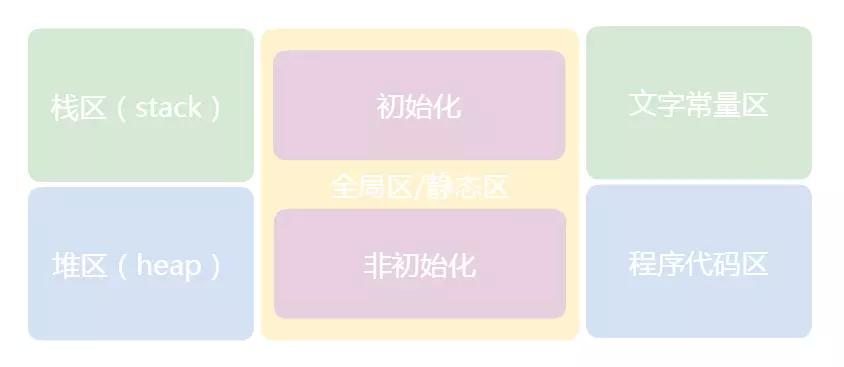 栈区（stack）
堆区（heap）
初始化
全局区/静态区
非初始化
文字常量区
程序代码区